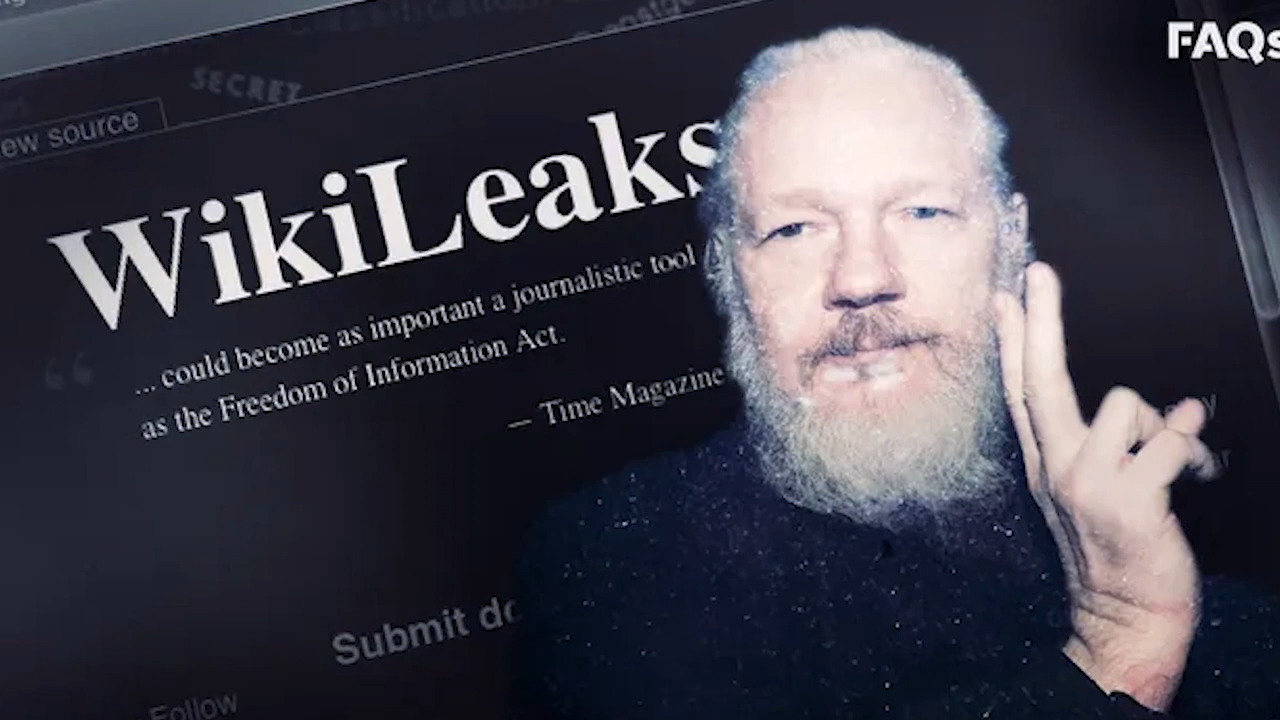 FAQs
SECRET
ew source
WikiLeaks
“
... could become as important a journalistic tool
as the Freedom of Information Act.
— Time Magazine
Submit do
Follow